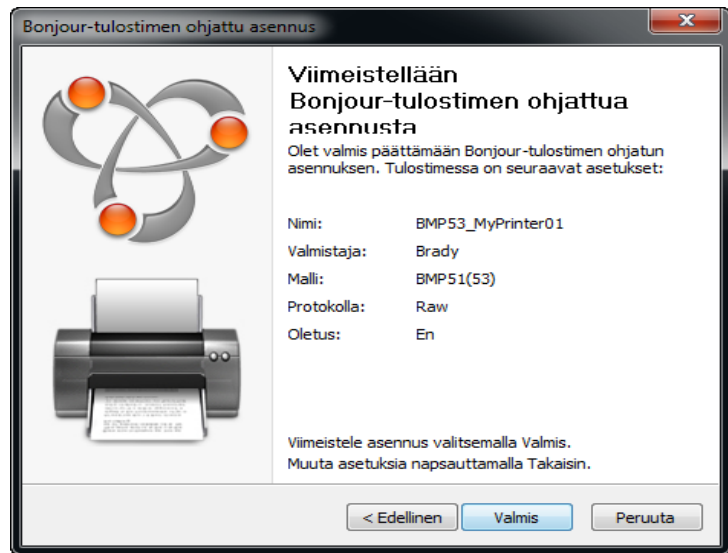 Bonjour-tulostimen ohjattu asennus
Viimeistellään
Bonjour-tulostimen ohjattua
asennusta
Olet valmis päättämään Bonjour-tulostimen ohjatun
asennuksen. Tulostimessa on seuraavat asetukset:
Nimi: BMP53_MyPrinter01
Valmistaja: Brady
Malli: BMP51(53)
Protokolla: Raw
Oletus: En
Viimeistele asennus valitsemalla Valmis.
Muuta asetuksia napsauttamalla Takaisin.
< Edellinen Valmis Peruuta